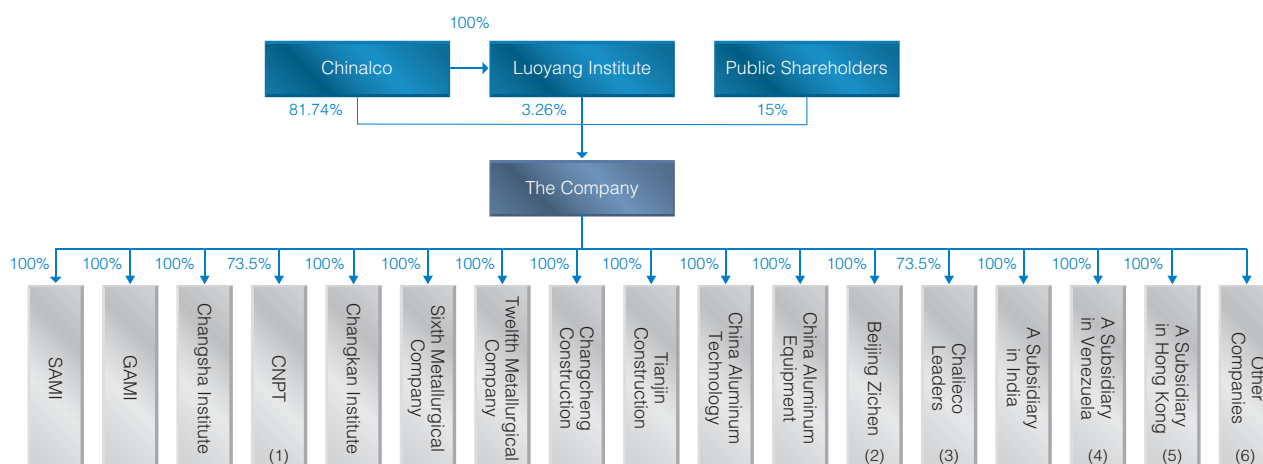 100%
Chinalco
Luoyang Institute
Public Shareholders
81.74%
3.26%
15%
The Company
100%
100%
100%
73.5%
100%
100%
100%
100%
100%
100%
100%
100%
73.5%
100%
100%
100%
SAMI
GAMI
Changsha Institute
CNPT
(1)
Changkan Institute
Sixth Metallurgical
Company
Twelfth Metallurgical
Company
Changcheng
Construction
Tianjin
Construction
China Aluminum
Technology
China Aluminum
Equipment
Beijing Zichen
(2)
Chalieco
Leaders
(3)
A Subsidiary
in India
A Subsidiary
in Venezuela
(4)
A Subsidiary
in Hong Kong
(5)
Other
Companies
(6)